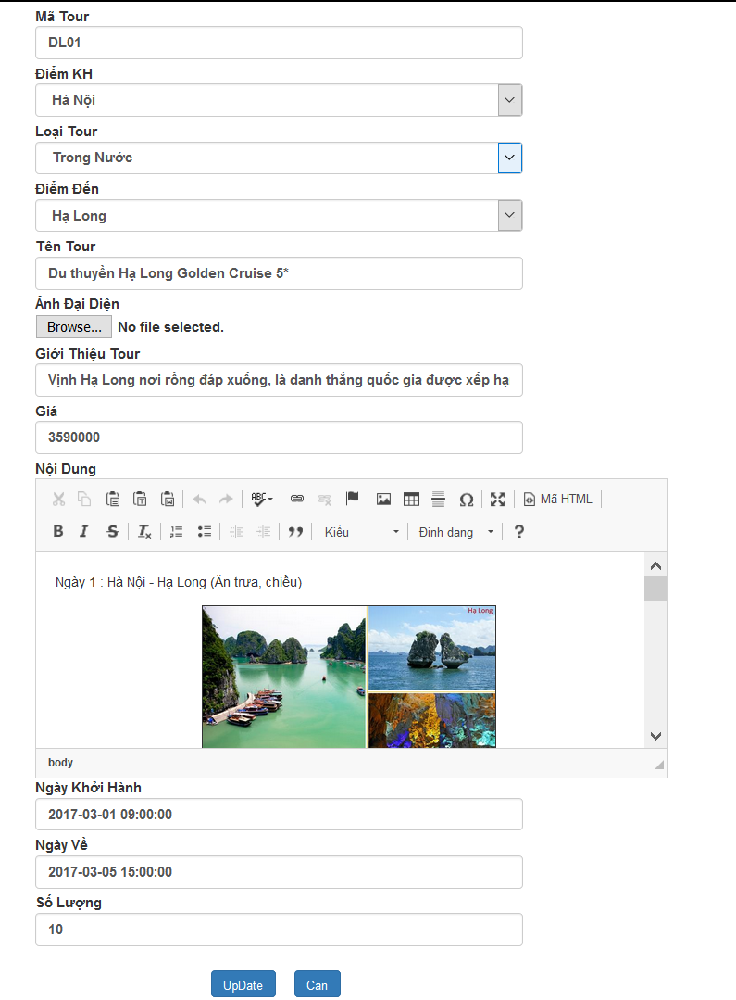 Mã Tour
DL01
Điểm KH
Hà Nội
Loại Tour
Trong Nước
Điểm Đến
Hạ Long
Tên Tour
Du thuyền Hạ Long Golden Cruise 5*
Ảnh Đại Diện
Browse... No file selected.
Giới Thiệu Tour
Vịnh Hạ Long nơi rồng đáp xuống, là danh thắng quốc gia được xếp hạ
Giá
3590000
Nội Dung
ABC Ω Mã HTML
B I S Ix Kiểu Định dạng ?
Ngày 1 : Hà Nội - Hạ Long (Ăn trưa, chiều)
Hạ Long
body
Ngày Khởi Hành
2017-03-01 09:00:00
Ngày Về
2017-03-05 15:00:00
Số Lượng
10
UpDate Can